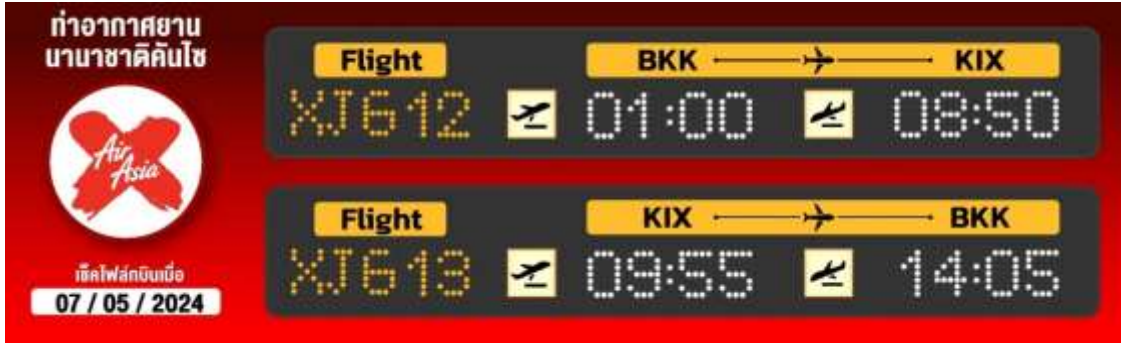 ท่าอากาศยาน
นานาชาติคันไซ
Air
Asia
เช็คไฟล์ทบินเมื่อ
07 / 05 / 2024
Flight
BKK KIX
XJ612 01:00 08:50
Flight
KIX BKK
XJ613 09:55 14:05